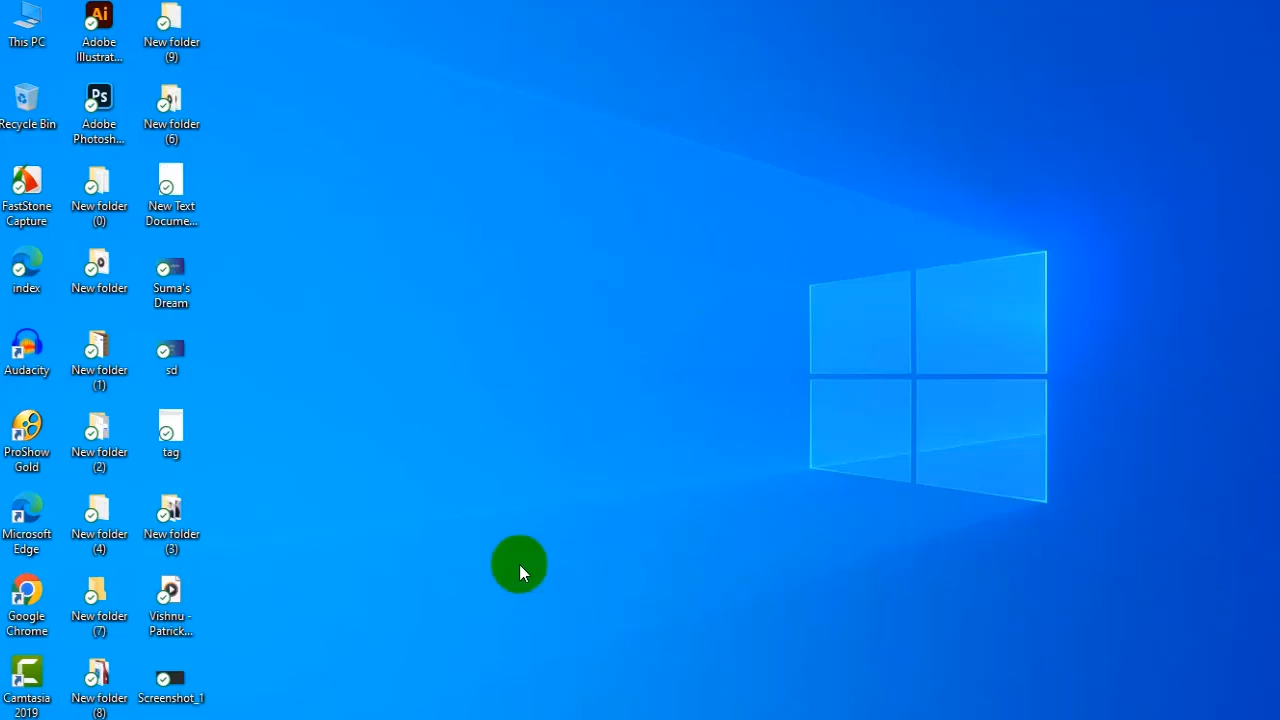 This PC
Recycle Bin
FastStone
Capture
index
Audacity
ProShow
Gold
Microsoft
Edge
Google
Chrome
Camtasia
2019
Ai
Adobe
Illustrat...
Ps
Adobe
Photosh...
New folder
(0)
New folder
New folder
(1)
New folder
(2)
New folder
(4)
New folder
(7)
New folder
(8)
New folder
(9)
New folder
(6)
New Text
Docume...
Suma's
Dream
sd
tag
New folder
(3)
Vishnu -
Patrick...
Screenshot_1